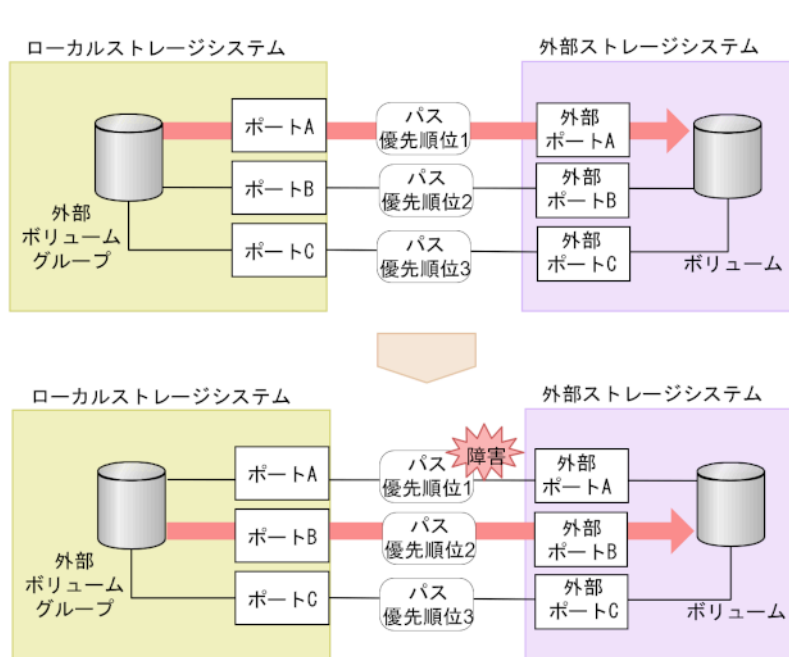 ローカルストレージシステム
外部ストレージシステム
ポートA
パス
優先順位1
外部
ポートA
ポートB
パス
優先順位2
外部
ポートB
外部
ボリューム
グループ
ポートC
パス
優先順位3
外部
ポートC
ボリューム
ローカルストレージシステム
外部ストレージシステム
障害
ポートA
パス
優先順位1
外部
ポートA
ポートB
パス
優先順位2
外部
ポートB
外部
ボリューム
グループ
ポートC
パス
優先順位3
外部
ポートC
ボリューム